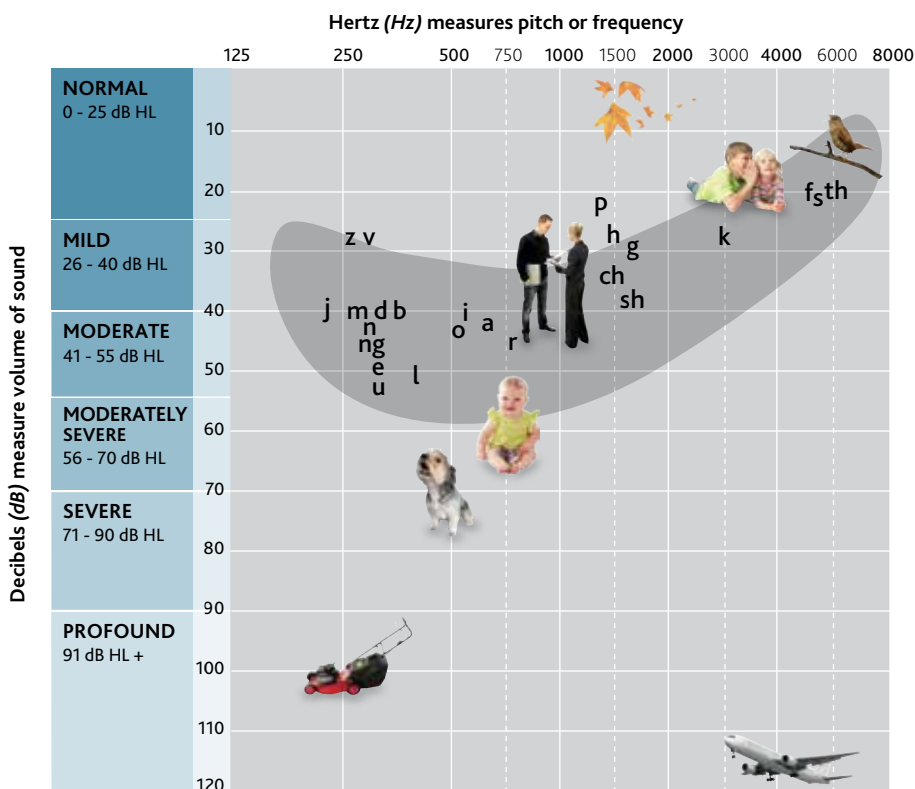 Hertz (Hz) measures pitch or frequency
125 250 500 750 1000 1500 2000 3000 4000 6000 8000
Decibels (dB) measure volume of sound
NORMAL
0 - 25 dB HL
10
20
MILD
26 - 40 dB HL
30
40
MODERATE
41 - 55 dB HL
50
MODERATELY
SEVERE
56 - 70 dB HL
60
70
SEVERE
71 - 90 dB HL
80
90
PROFOUND
91 dB HL +
100
110
120
f s th
p
z v h g k
ch
sh
j m d b i
n o a
ng r
e
u l